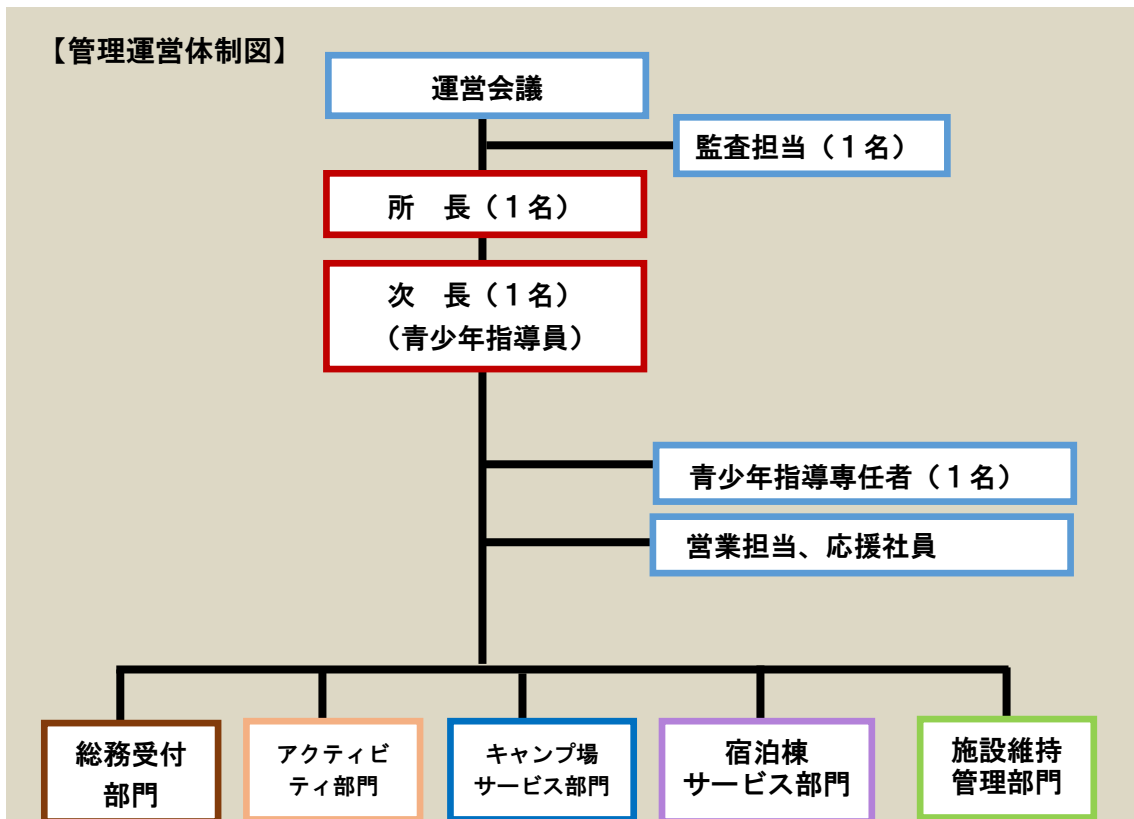 【管理運営体制図】
運営会議
監査担当（１名）
所　長（１名）
次　長（１名）
（青少年指導員）
青少年指導専任者（１名）
営業担当、応援社員
総務受付
部門
アクティビ
ティ部門
キャンプ場
サービス部門
宿泊棟
サービス部門
施設維持
管理部門